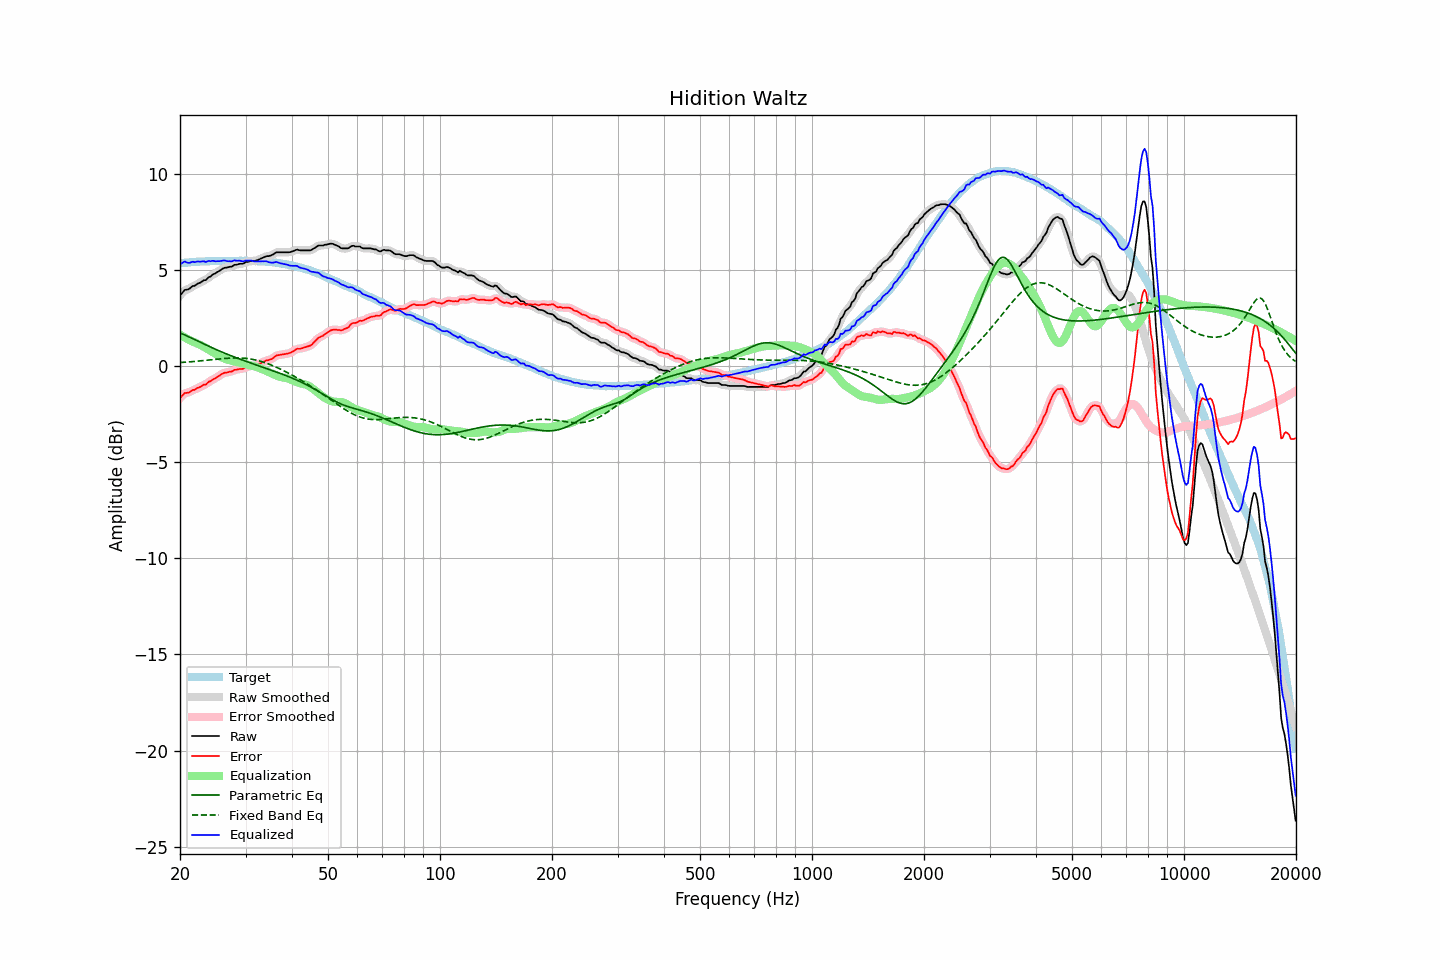 Hidition Waltz
Amplitude (dBr)
10
5
0
−5
−10
−15
−20
−25
Target
Raw Smoothed
Error Smoothed
Raw
Error
Equalization
Parametric Eq
Fixed Band Eq
Equalized
20 50 100 200 500 1000 2000 5000 10000 20000
Frequency (Hz)